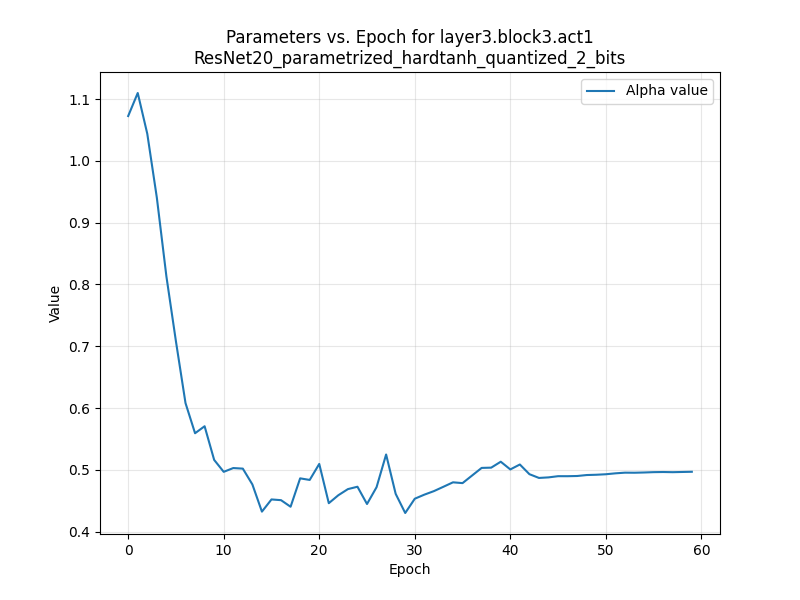 Parameters vs. Epoch for layer3.block3.act1
ResNet20_parametrized_hardtanh_quantized_2_bits
Alpha value
1.1
1.0
0.9
0.8
0.7
0.6
0.5
0.4
Value
0 10 20 30 40 50 60
Epoch